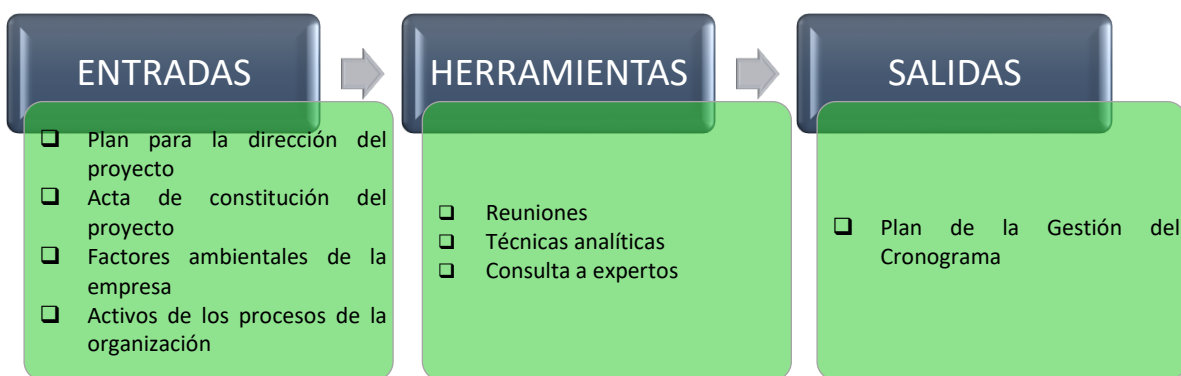 ENTRADAS
Plan para la dirección del
proyecto
Acta de constitución del
proyecto
Factores ambientales de la
empresa
Activos de los procesos de la
organización
HERRAMIENTAS
Reuniones
Técnicas analíticas
Consulta a expertos
SALIDAS
Plan de la Gestión del
Cronograma